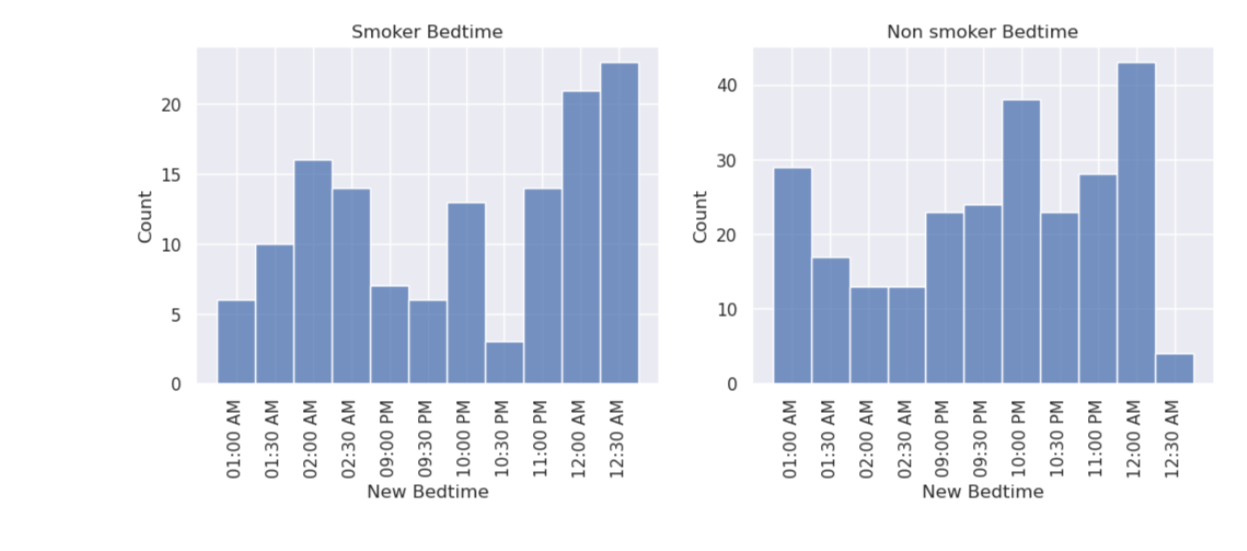 Smoker Bedtime
Count
20
15
10
5
0
01:00 AM
01:30 AM
02:00 AM
02:30 AM
09:00 PM
09:30 PM
10:00 PM
10:30 PM
11:00 PM
12:00 AM
12:30 AM
New Bedtime
Non smoker Bedtime
Count
40
30
20
10
0
01:00 AM
01:30 AM
02:00 AM
02:30 AM
09:00 PM
09:30 PM
10:00 PM
10:30 PM
11:00 PM
12:00 AM
12:30 AM
New Bedtime